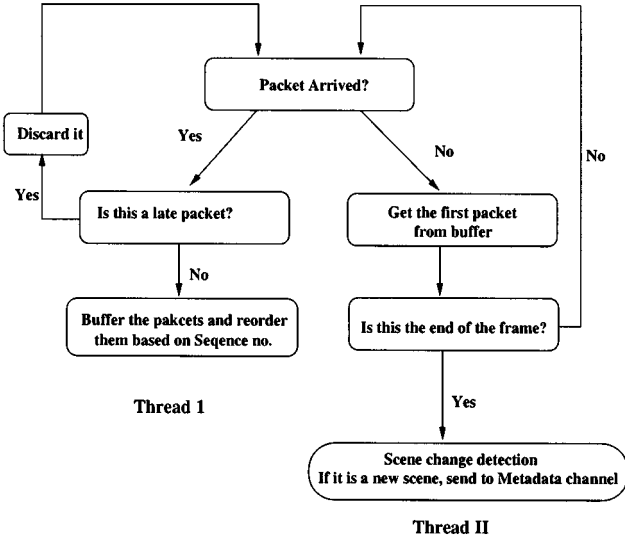 Packet Arrived?
Discard it
Yes
No
No
Yes
Is this a late packet?
Get the first packet
from buffer
No
Buffer the pakcets and reorder
them based on Seqence no.
Is this the end of the frame?
Thread 1
Yes
Scene change detection
If it is a new scene, send to Metadata channel
Thread II